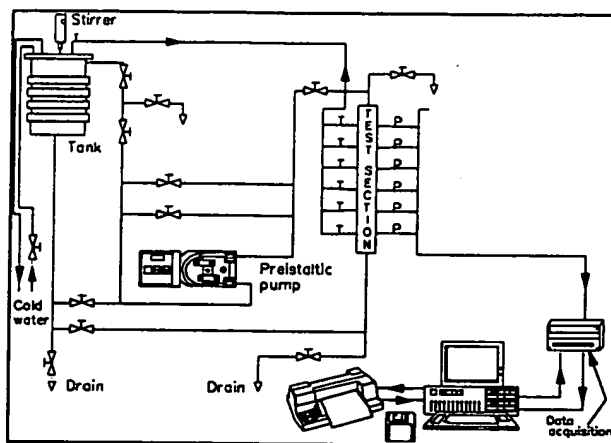 Stirrer
Tank
T P
T P
T P
T P
T P
T P
TEST SECTION
Preistaltic
pump
Cold
water
Drain
Drain
Data
acquisition